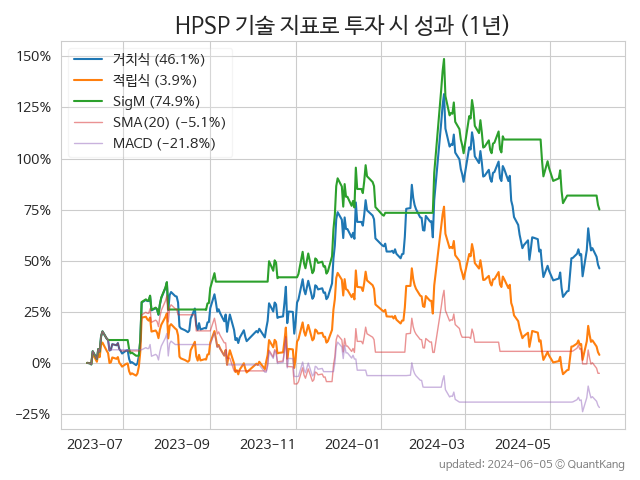 HPSP 기술 지표로 투자 시 성과 (1년)
150%
125%
100%
75%
50%
25%
0%
−25%
거치식 (46.1%)
적립식 (3.9%)
SigM (74.9%)
SMA(20) (−5.1%)
MACD (−21.8%)
2023−07
2023−09
2023−11
2024−01
2024−03
2024−05
updated: 2024−06−05 © QuantKang